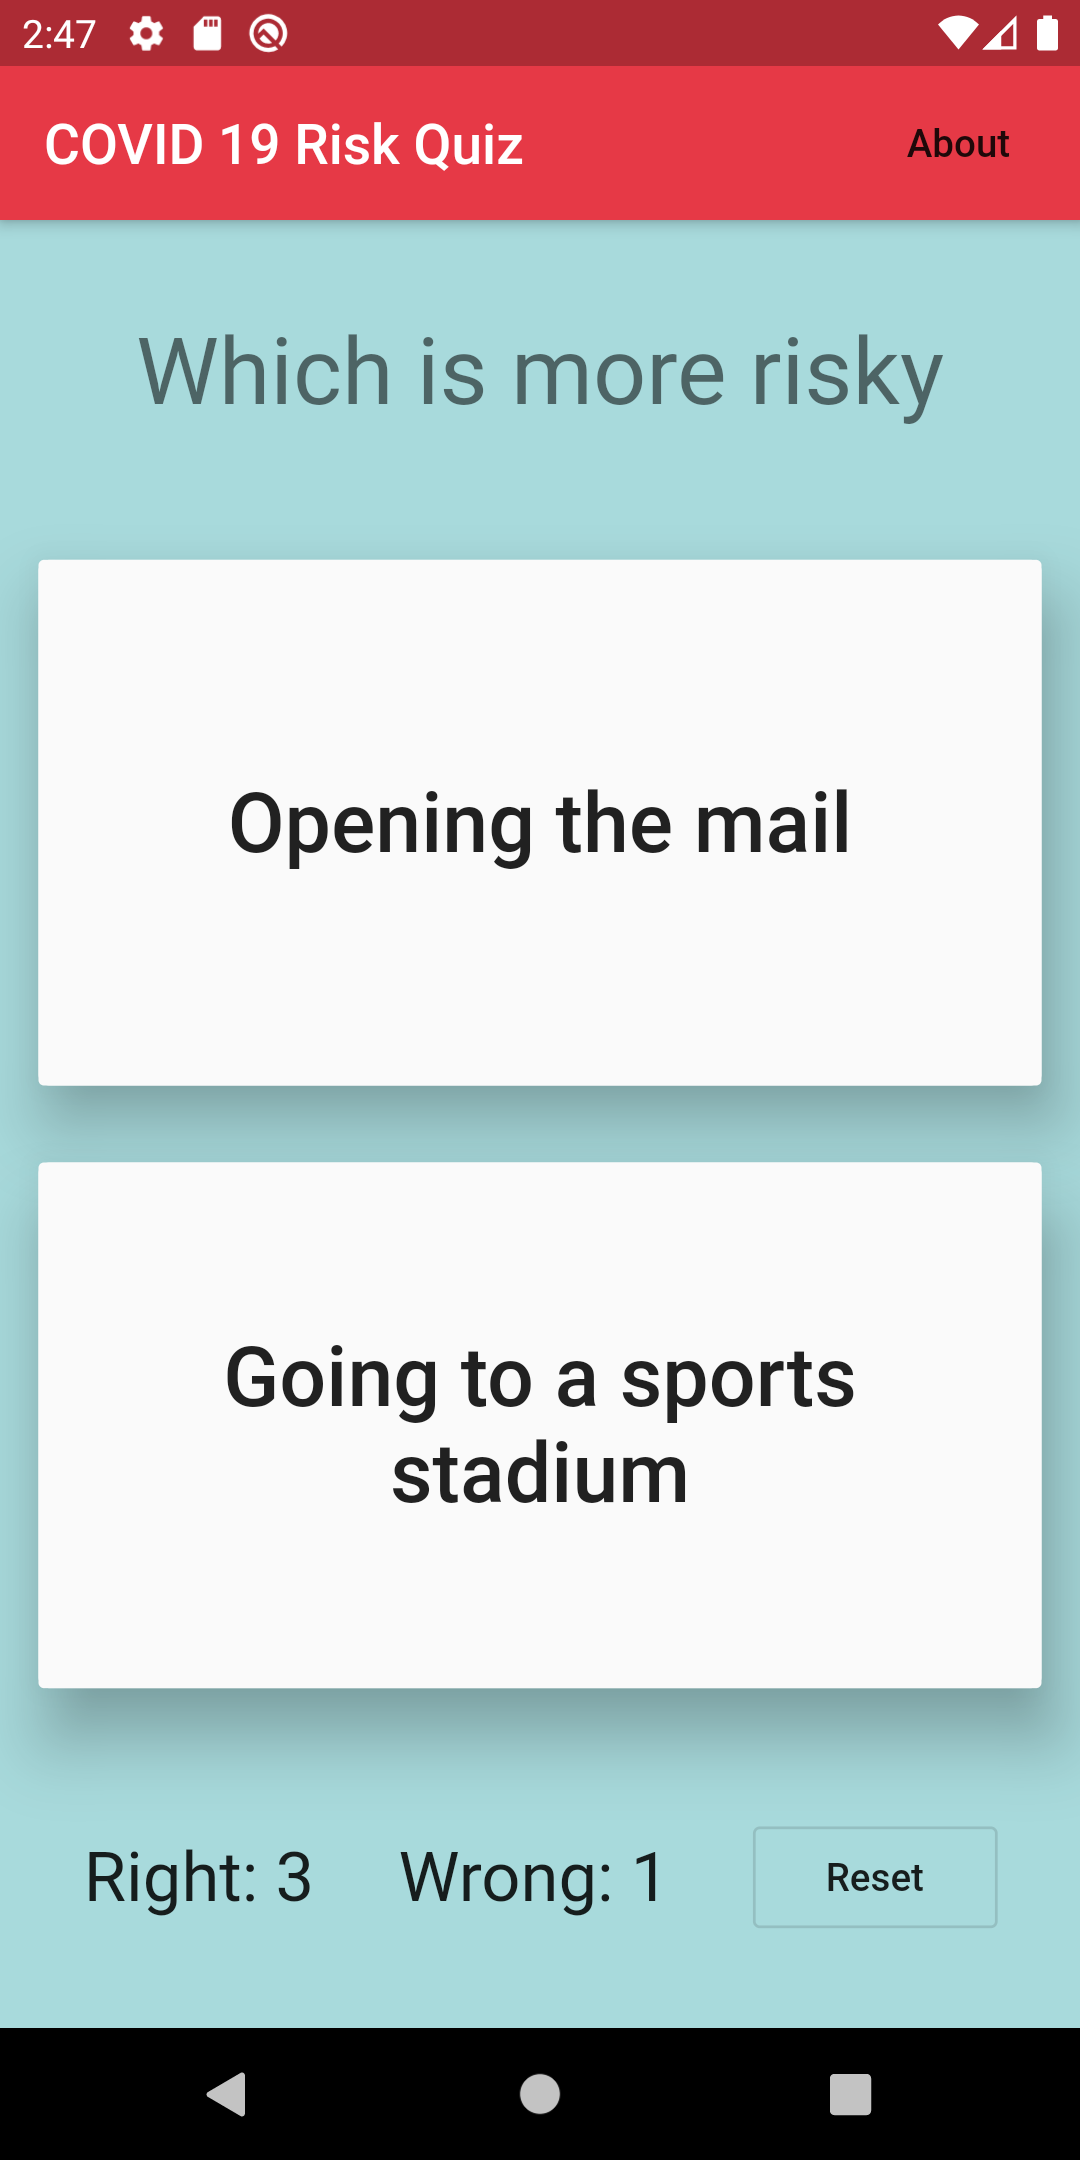 2:47
COVID 19 Risk Quiz
About
Which is more risky
Opening the mail
Going to a sports
stadium
Right: 3
Wrong: 1
Reset